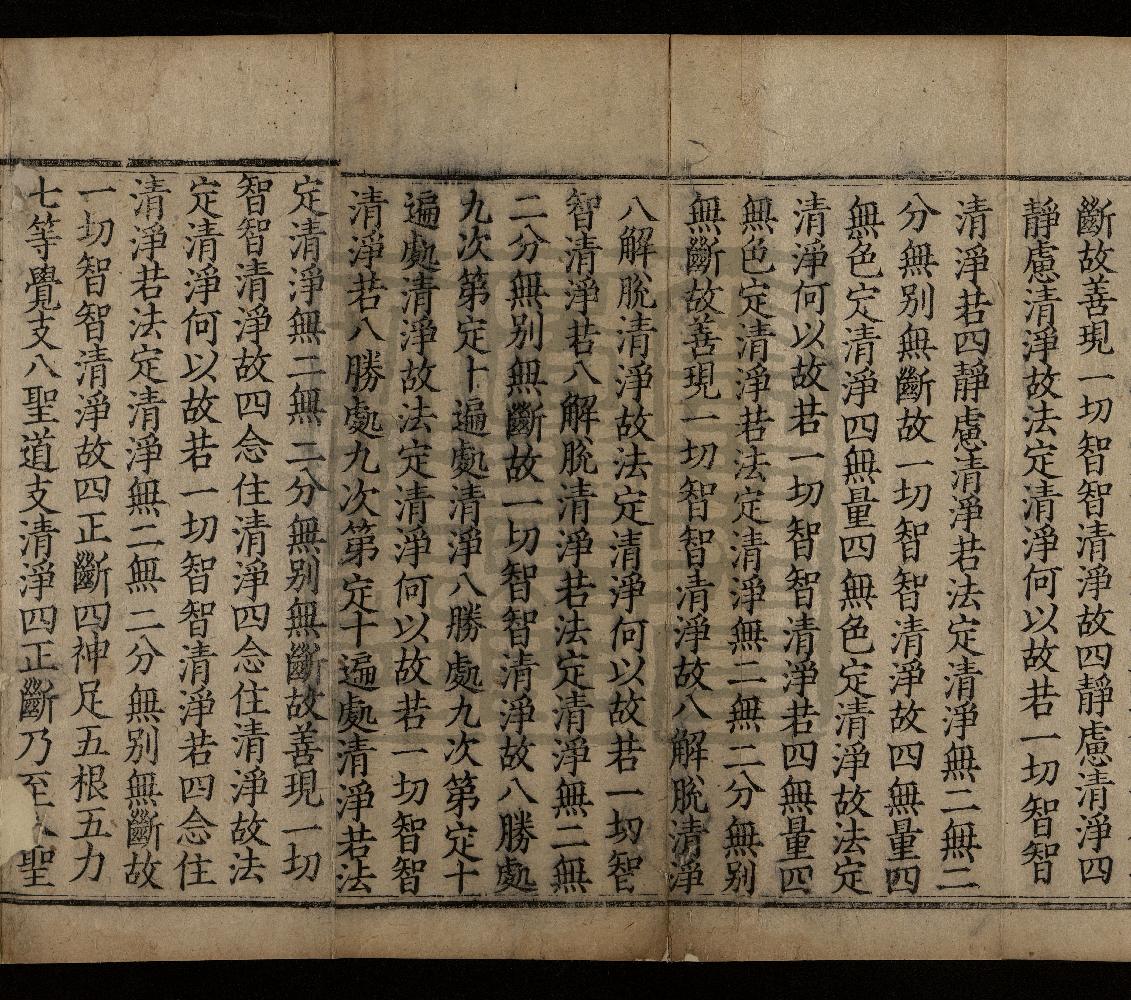 斷故善現一切智智清淨故四靜慮清淨四
靜慮清淨故法定清淨何以故若一切智智
清淨若四靜慮清淨若法定清淨無二無二
分無别無斷故一切智智清淨故四無量四
無色定清淨四無量四無色定清淨故法定
清淨何以故若一切智智清淨若四無量四
無色定清淨若法定清淨無二無二分無别
無斷故善現一切智智清淨故八解脫清淨
八解脫清淨故法定清淨何以故若一切智
智清淨若八解脫清淨若法定清淨無二無
二分無别無斷故一切智智清淨故八勝處
九次第定十遍處清淨八勝處九次第定十
遍處清淨故法定清淨何以故若一切智智
清淨若八勝處九次第定十遍處清淨若法
定清淨無二無二分無别無斷故善現一切
智智清淨故四念住清淨四念住清淨故法
定清淨何以故若一切智智清淨若四念住
清淨若法定清淨無二無二分無别無斷故
一切智智清淨故四正斷四神足五根五力
七等覺支八聖道支清淨四正斷乃至八聖